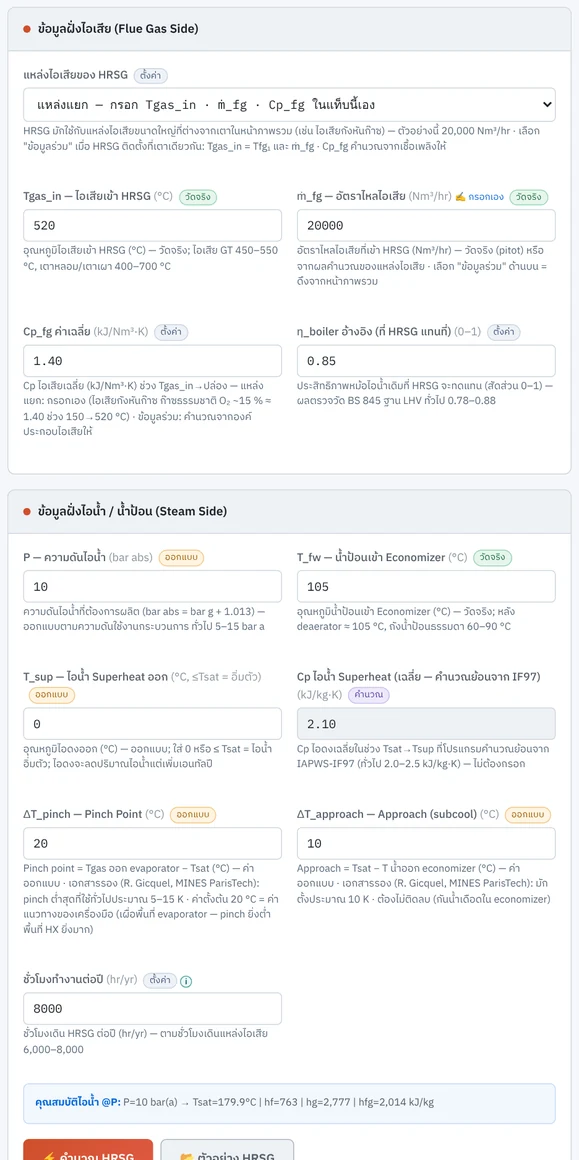 ข้อมูลฝั่งไอเสีย (Flue Gas Side)
แหล่งไอเสียของ HRSG ตั้งค่า
แหล่งแยก — กรอก Tgas_in · ṁ_fg · Cp_fg ในแท็บนี้เอง
HRSG มักใช้กับแหล่งไอเสียขนาดใหญ่ที่ต่างจากเตาในหน้าภาพรวม (เช่น ไอเสียกังหันก๊าซ) — ตัวอย่างนี้ 20,000 Nm³/hr · เลือก
"ข้อมูลร่วม" เมื่อ HRSG ติดตั้งที่เตาเดียวกัน: Tgas_in = Tfg₁ และ ṁ_fg · Cp_fg คำนวณจากเชื้อเพลิงให้
Tgas_in — ไอเสียเข้า HRSG (°C) วัดจริง
520
อุณหภูมิไอเสียเข้า HRSG (°C) — วัดจริง; ไอเสีย GT 450–550
°C, เตาหลอม/เตาเผา 400–700 °C
ṁ_fg — อัตราไหลไอเสีย (Nm³/hr) ✍ กรอกเอง วัดจริง
20000
อัตราไหลไอเสียที่เข้า HRSG (Nm³/hr) — วัดจริง (pitot) หรือ
จากผลคำนวณของแหล่งไอเสีย · เลือก "ข้อมูลร่วม" ด้านบน =
ดึงจากหน้าภาพรวม
Cp_fg ค่าเฉลี่ย (kJ/Nm³·K) ตั้งค่า
1.40
Cp ไอเสียเฉลี่ย (kJ/Nm³·K) ช่วง Tgas_in→ปล่อง — แหล่ง
แยก: กรอกเอง (ไอเสียกังหันก๊าซ ก๊าซธรรมชาติ O₂ ~15 % ≈
1.40 ช่วง 150→520 °C) · ข้อมูลร่วม: คำนวณจากองค์
ประกอบไอเสียให้
η_boiler อ้างอิง (ที่ HRSG แทนที่) (0–1) ตั้งค่า
0.85
ประสิทธิภาพหม้อไอน้ำเดิมที่ HRSG จะทดแทน (สัดส่วน 0–1) —
ผลตรวจวัด BS 845 ฐาน LHV ทั่วไป 0.78–0.88
ข้อมูลฝั่งไอน้ำ / น้ำป้อน (Steam Side)
P — ความดันไอน้ำ (bar abs) ออกแบบ
10
ความดันไอน้ำที่ต้องการผลิต (bar abs = bar g + 1.013) —
ออกแบบตามความดันใช้งานกระบวนการ ทั่วไป 5–15 bar a
T_fw — น้ำป้อนเข้า Economizer (°C) วัดจริง
105
อุณหภูมิน้ำป้อนเข้า Economizer (°C) — วัดจริง; หลัง
deaerator ≈ 105 °C, ถังน้ำป้อนธรรมดา 60–90 °C
T_sup — ไอน้ำ Superheat ออก (°C, ≤Tsat = อิ่มตัว)
ออกแบบ
0
อุณหภูมิไอดงออก (°C) — ออกแบบ; ใส่ 0 หรือ ≤ Tsat = ไอน้ำ
อิ่มตัว; ไอดงจะลดปริมาณไอน้ำแต่เพิ่มเอนทัลปี
Cp ไอน้ำ Superheat (เฉลี่ย — คำนวณย้อนจาก IF97)
(kJ/kg·K) คำนวณ
2.10
Cp ไอดงเฉลี่ยในช่วง Tsat→Tsup ที่โปรแกรมคำนวณย้อนจาก
IAPWS-IF97 (ทั่วไป 2.0–2.5 kJ/kg·K) — ไม่ต้องกรอก
ΔT_pinch — Pinch Point (°C) ออกแบบ
20
Pinch point = Tgas ออก evaporator − Tsat (°C) — ค่า
ออกแบบ · เอกสารรอง (R. Gicquel, MINES ParisTech):
pinch ต่ำสุดที่ใช้ทั่วไปประมาณ 5–15 K · ค่าตั้งต้น 20 °C = ค่า
แนวทางของเครื่องมือ (เผื่อพื้นที่ evaporator — pinch ยิ่งต่ำ
พื้นที่ HX ยิ่งมาก)
ΔT_approach — Approach (subcool) (°C) ออกแบบ
10
Approach = Tsat − T น้ำออก economizer (°C) — ค่า
ออกแบบ · เอกสารรอง (R. Gicquel, MINES ParisTech): มัก
ตั้งประมาณ 10 K · ต้องไม่ติดลบ (กันน้ำเดือดใน economizer)
ชั่วโมงทำงานต่อปี (hr/yr) ตั้งค่า i
8000
ชั่วโมงเดิน HRSG ต่อปี (hr/yr) — ตามชั่วโมงเดินแหล่งไอเสีย
6,000–8,000
คุณสมบัติไอน้ำ @P: P=10 bar(a) → Tsat=179.9°C | hf=763 | hg=2,777 | hfg=2,014 kJ/kg
⚡ คำนวณ HRSG
📂 ตัวอย่าง HRSG